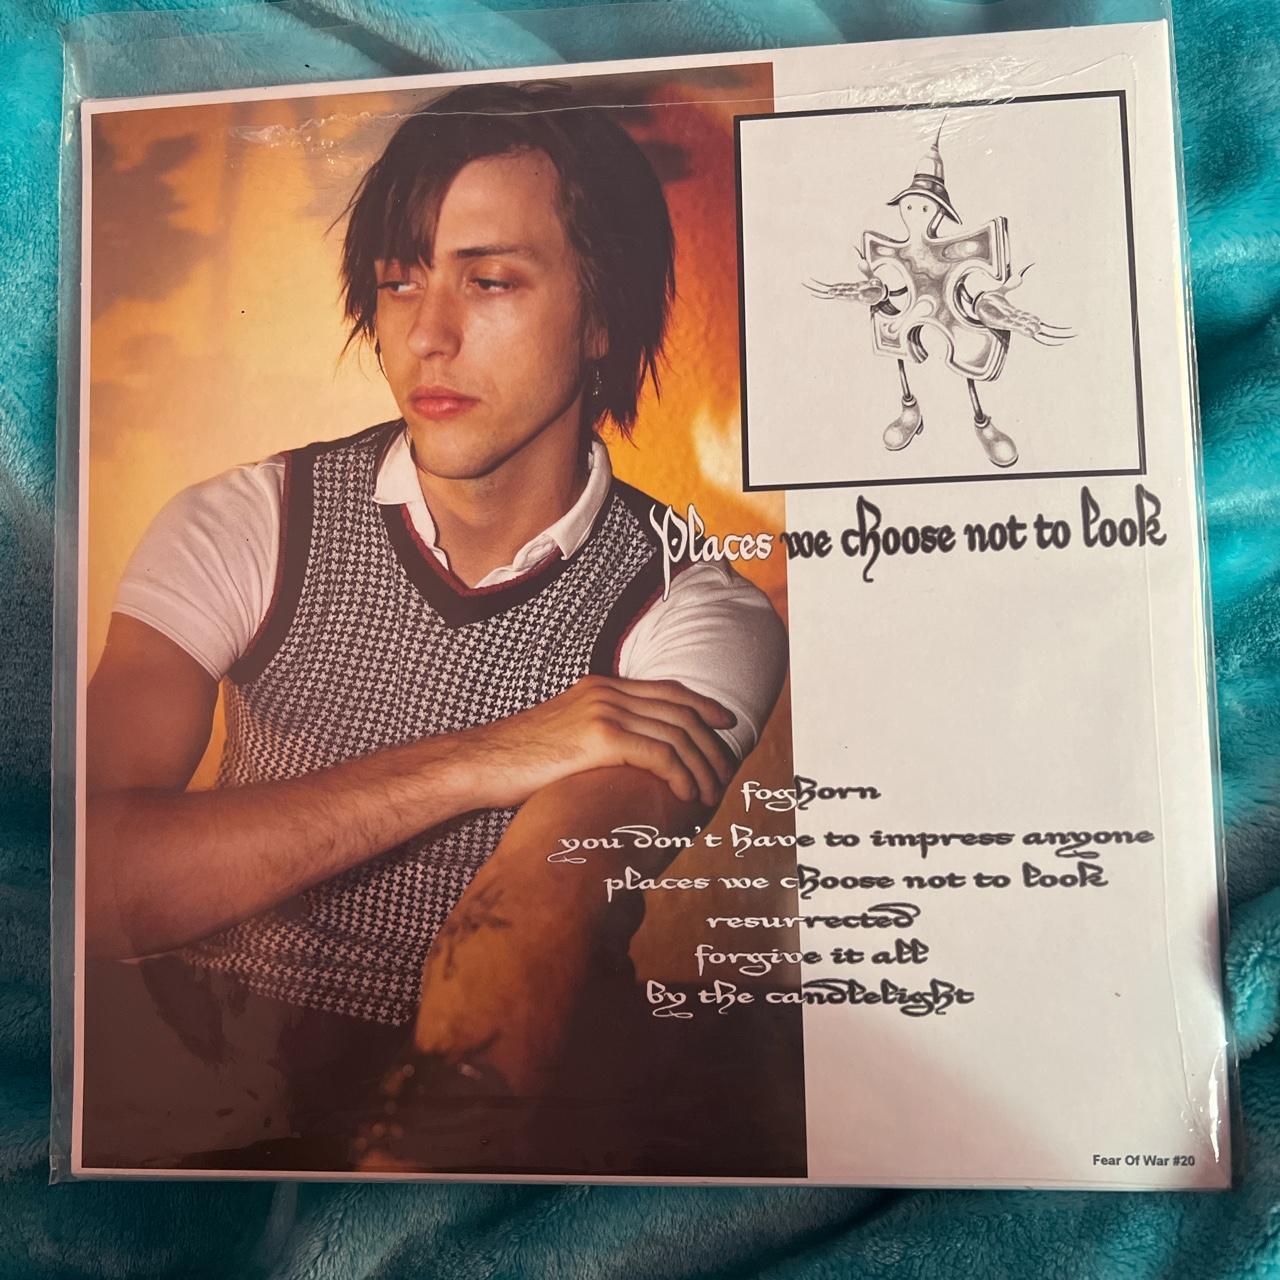 Places we choose not to look
foghorn
you don't have to impress anyone
places we choose not to look
resurrected
forgive it all
by the candlelight
Fear Of War #20